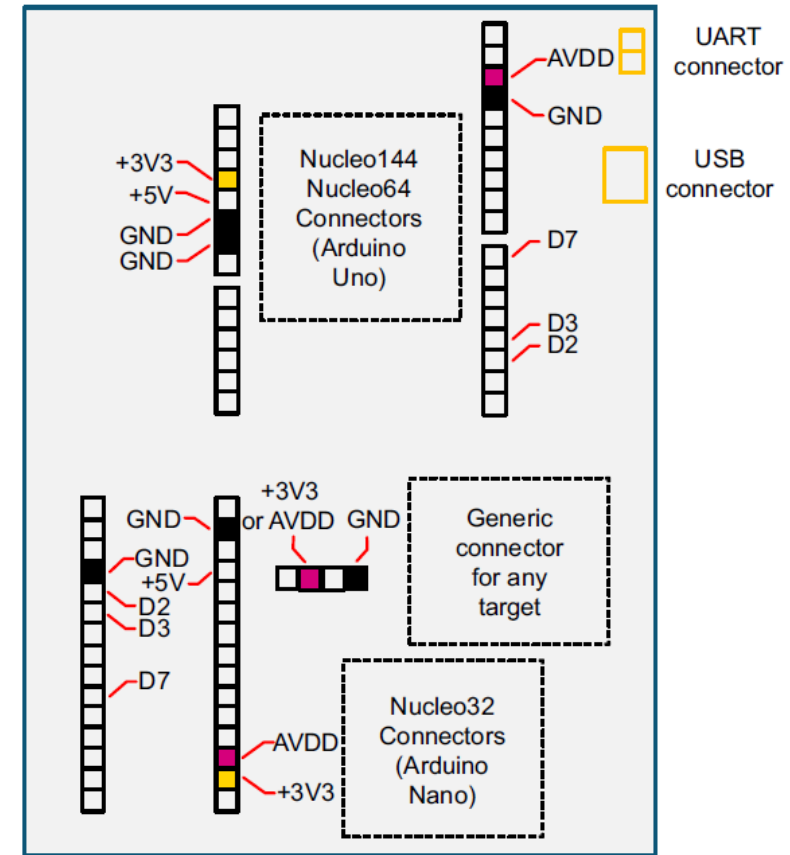 UART
connector
AVDD
GND
USB
connector
+3V3
+5V
GND
GND
Nucleo144
Nucleo64
Connectors
(Arduino
Uno)
D7
D3
D2
+3V3
or AVDD
GND
GND
GND
+5V
D2
D3
D7
Generic
connector
for any
target
AVDD
+3V3
Nucleo32
Connectors
(Arduino
Nano)